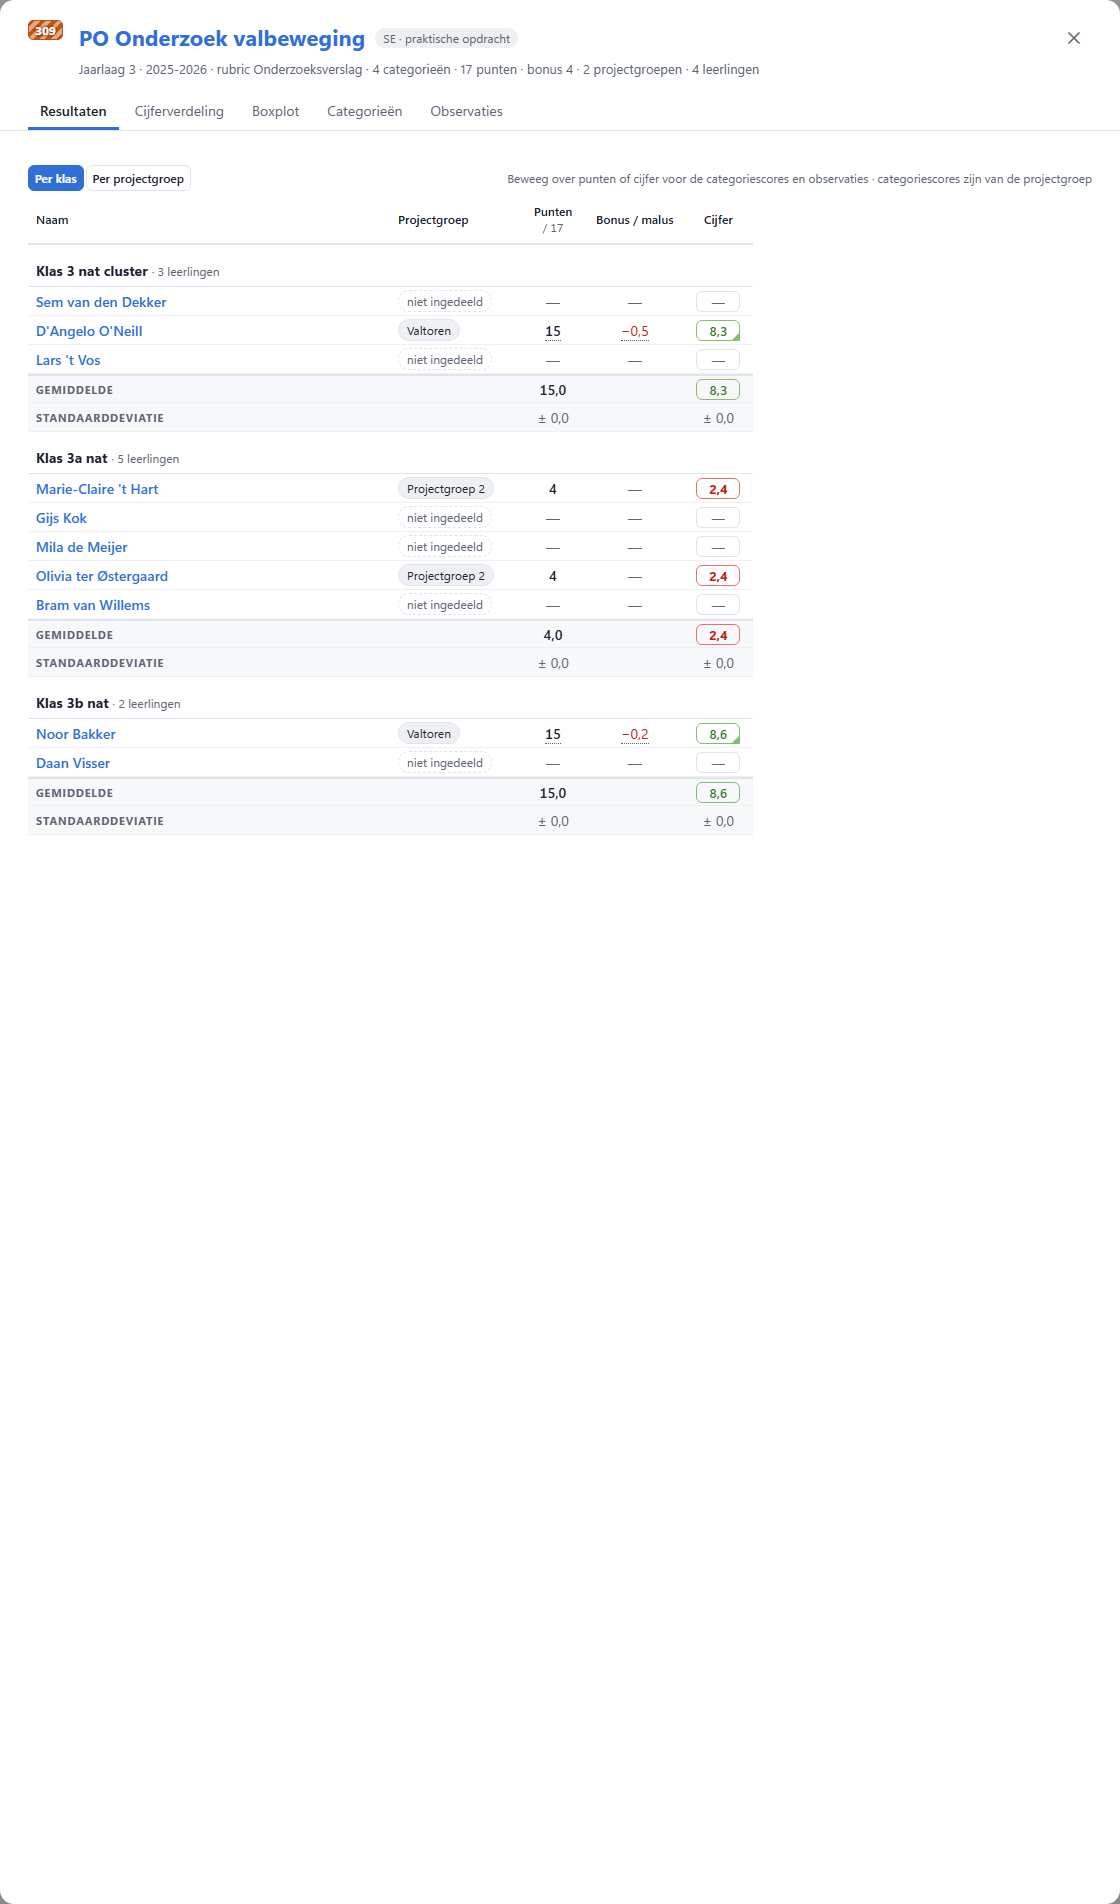 309
PO Onderzoek valbeweging SE · praktische opdracht
Jaarlaag 3 · 2025-2026 · rubric Onderzoeksverslag · 4 categorieën · 17 punten · bonus 4 · 2 projectgroepen · 4 leerlingen
Resultaten Cijferverdeling Boxplot Categorieën Observaties
Per klas Per projectgroep Beweeg over punten of cijfer voor de categoriescores en observaties · categoriescores zijn van de projectgroep
Naam Projectgroep Punten / 17 Bonus / malus Cijfer
Klas 3 nat cluster · 3 leerlingen
Sem van den Dekker niet ingedeeld — — —
D'Angelo O'Neill Valtoren 15 −0,5 8,3
Lars 't Vos niet ingedeeld — — —
GEMIDDELDE 15,0 8,3
STANDAARDDEVIATIE ± 0,0 ± 0,0
Klas 3a nat · 5 leerlingen
Marie-Claire 't Hart Projectgroep 2 4 — 2,4
Gijs Kok niet ingedeeld — — —
Mila de Meijer niet ingedeeld — — —
Olivia ter Østergaard Projectgroep 2 4 — 2,4
Bram van Willems niet ingedeeld — — —
GEMIDDELDE 4,0 2,4
STANDAARDDEVIATIE ± 0,0 ± 0,0
Klas 3b nat · 2 leerlingen
Noor Bakker Valtoren 15 −0,2 8,6
Daan Visser niet ingedeeld — — —
GEMIDDELDE 15,0 8,6
STANDAARDDEVIATIE ± 0,0 ± 0,0